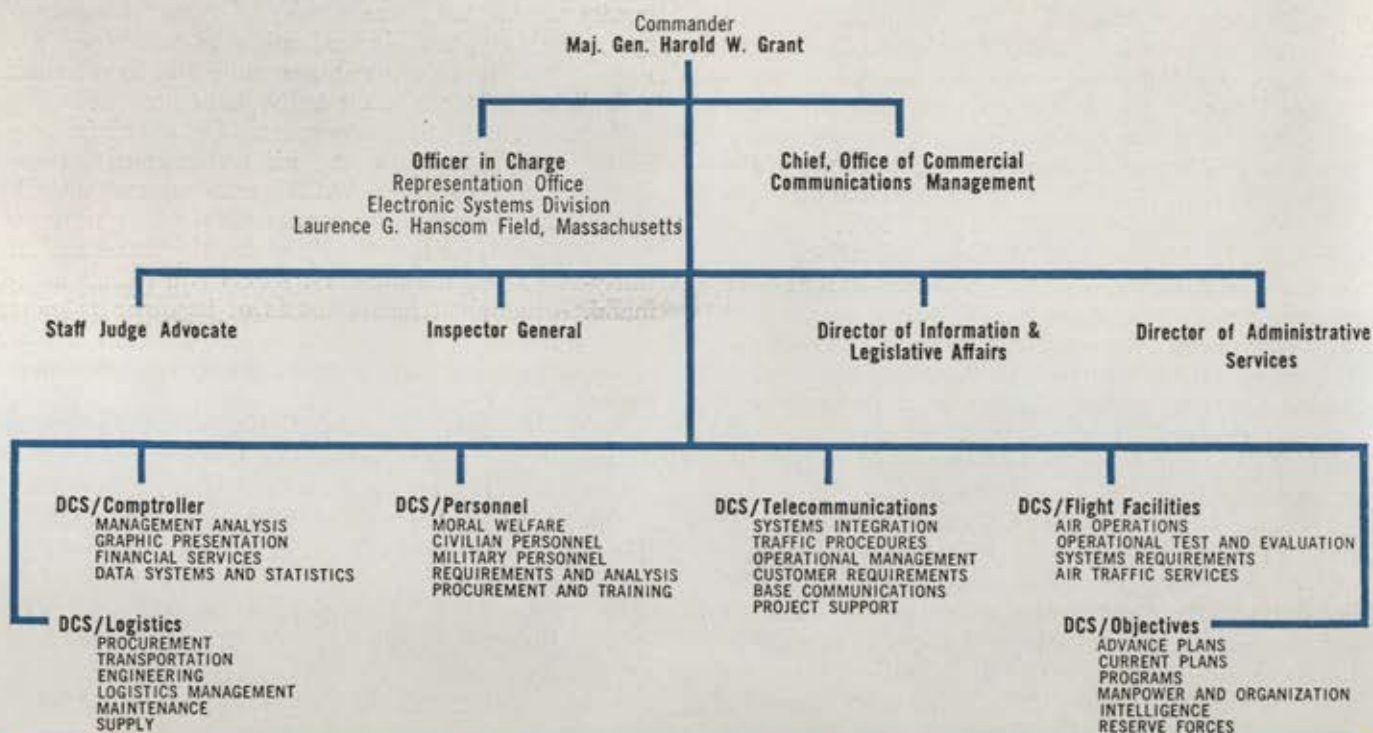 Commander
Maj. Gen. Harold W. Grant
Officer in Charge
Representation Office
Electronic Systems Division
Laurence G. Hanscom Field, Massachusetts
Chief, Office of Commercial
Communications Management
Staff Judge Advocate
Inspector General
Director of Information &
Legislative Affairs
Director of Administrative
Services
DCS/Comptroller
MANAGEMENT ANALYSIS
GRAPHIC PRESENTATION
FINANCIAL SERVICES
DATA SYSTEMS AND STATISTICS
DCS/Personnel
MORAL WELFARE
CIVILIAN PERSONNEL
MILITARY PERSONNEL
REQUIREMENTS AND ANALYSIS
PROCUREMENT AND TRAINING
DCS/Telecommunications
SYSTEMS INTEGRATION
TRAFFIC PROCEDURES
OPERATIONAL MANAGEMENT
CUSTOMER REQUIREMENTS
BASE COMMUNICATIONS
PROJECT SUPPORT
DCS/Flight Facilities
AIR OPERATIONS
OPERATIONAL TEST AND EVALUATION
SYSTEMS REQUIREMENTS
AIR TRAFFIC SERVICES
DCS/Logistics
PROCUREMENT
TRANSPORTATION
ENGINEERING
LOGISTICS MANAGEMENT
MAINTENANCE
SUPPLY
DCS/Objectives
ADVANCE PLANS
CURRENT PLANS
PROGRAMS
MANPOWER AND ORGANIZATION
INTELLIGENCE
RESERVE FORCES